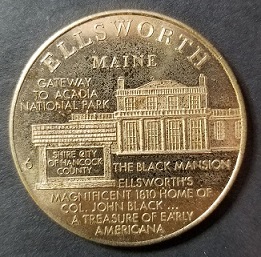 ELLSWORTH
MAINE
GATEWAY
TO ACADIA
NATIONAL PARK
SHIRE CITY
OF HANCOCK
COUNTY
THE BLACK MANSION
ELLSWORTH'S
MAGNIFICENT 1810 HOME OF
COL. JOHN BLACK ...
A TREASURE OF EARLY
AMERICANA